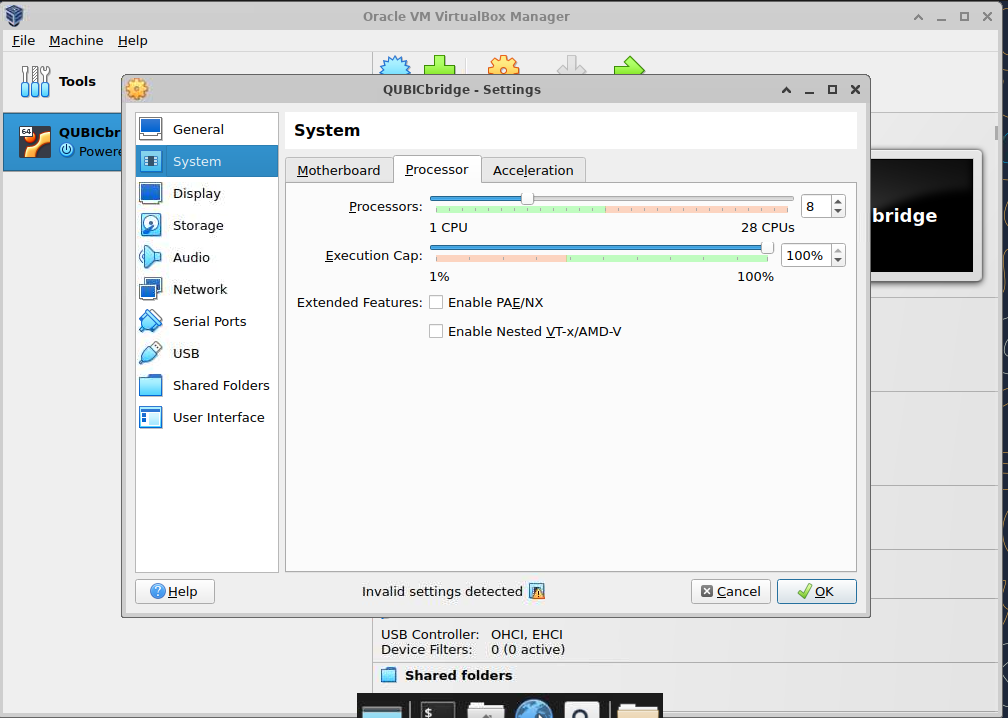 Oracle VM VirtualBox Manager
File Machine Help
Tools
64
QUBICbr
Powere
QUBICbridge - Settings
General
System
Display
Storage
Audio
Network
Serial Ports
USB
Shared Folders
User Interface
System
Motherboard Processor Acceleration
Processors: 8
1 CPU 28 CPUs
Execution Cap: 100%
1% 100%
Extended Features: Enable PAE/NX
Enable Nested VT-x/AMD-V
bridge
Help Invalid settings detected Cancel OK
USB Controller: OHCI, EHCI
Device Filters: 0 (0 active)
Shared folders
$